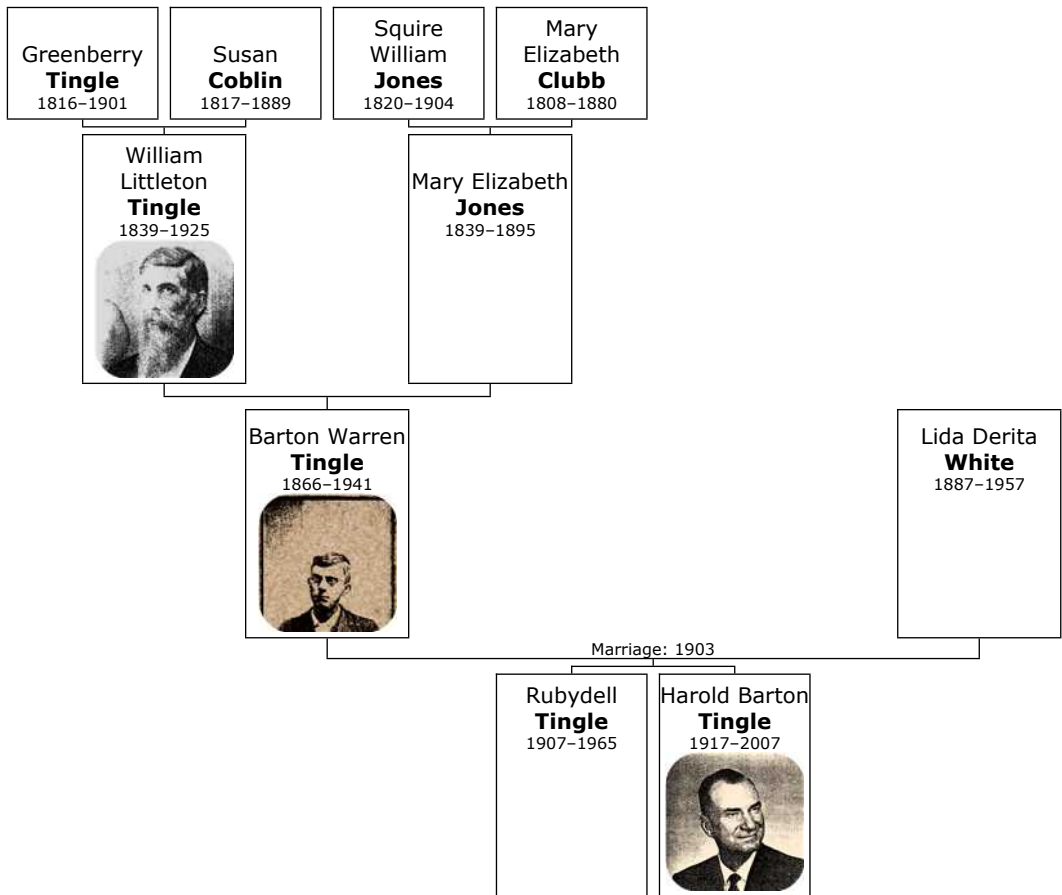 Greenberry
Tingle
1816–1901
Susan
Coblin
1817–1889
Squire
William
Jones
1820–1904
Mary
Elizabeth
Clubb
1808–1880
William
Littleton
Tingle
1839–1925
Mary Elizabeth
Jones
1839–1895
Barton Warren
Tingle
1866–1941
Lida Derita
White
1887–1957
Marriage: 1903
Rubydell
Tingle
1907–1965
Harold Barton
Tingle
1917–2007